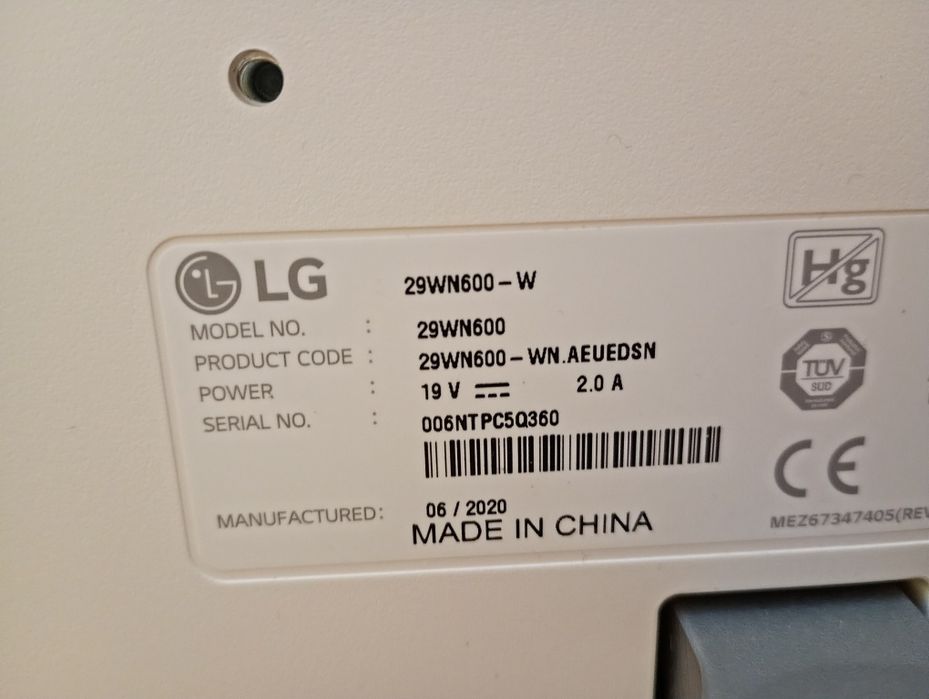 LG 29WN600-W
MODEL NO. : 29WN600
PRODUCT CODE : 29WN600-WN.AEUEDSN
POWER : 19 V 2.0 A
SERIAL NO. : 006NTPC5Q360
MANUFACTURED: 06 / 2020
MADE IN CHINA
Hg
TÜV
SUD
CE
MEZ67347405(REV